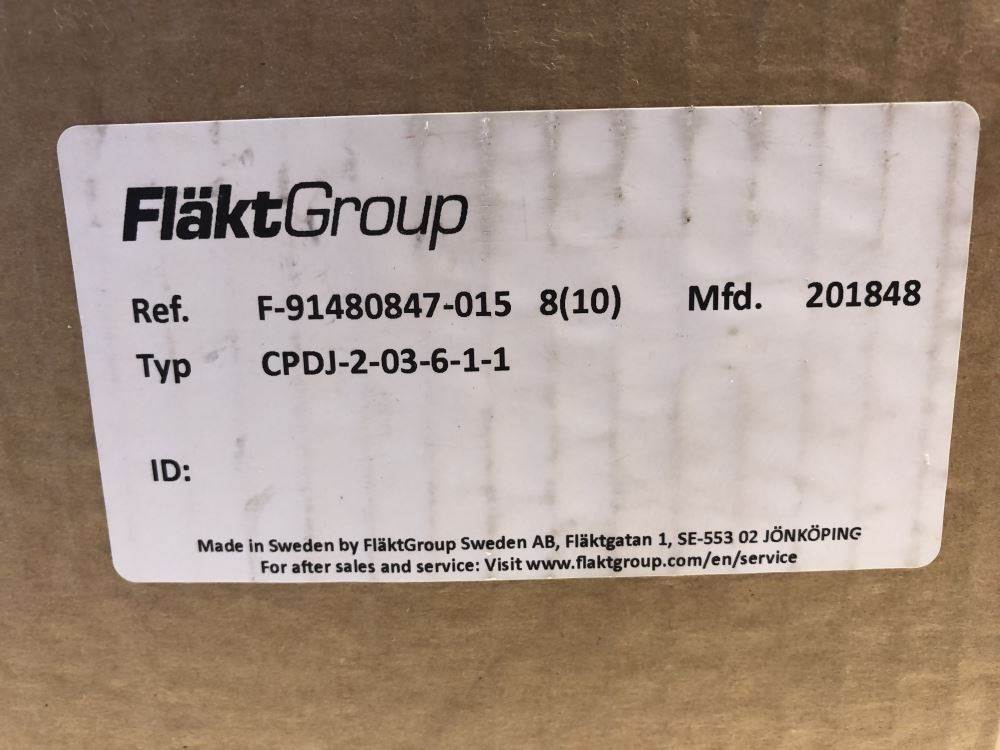 FläktGroup
Ref. F-91480847-015 8(10) Mfd. 201848
Typ CPDJ-2-03-6-1-1
ID:
Made in Sweden by FläktGroup Sweden AB, Fläktgatan 1, SE-553 02 JÖNKÖPING
For after sales and service: Visit www.flaktgroup.com/en/service